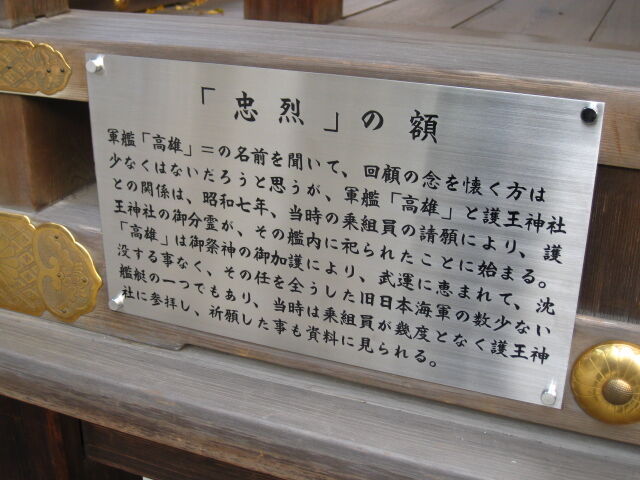 「忠烈」の額
軍艦「高雄」＝の名前を聞いて、回顧の念を懐く方は
少なくはないだろうと思うが、軍艦「高雄」と護王神社
との関係は、昭和七年、当時の乗組員の請願により、護
王神社の御分霊が、その艦内に祀られたことに始まる。
「高雄」は御祭神の御加護により、武運に恵まれて、沈
没する事なく、その任を全うした旧日本海軍の数少ない
艦艇の一つでもあり、当時は乗組員が幾度となく護王神
社に参拝し、祈願した事も資料に見られる。